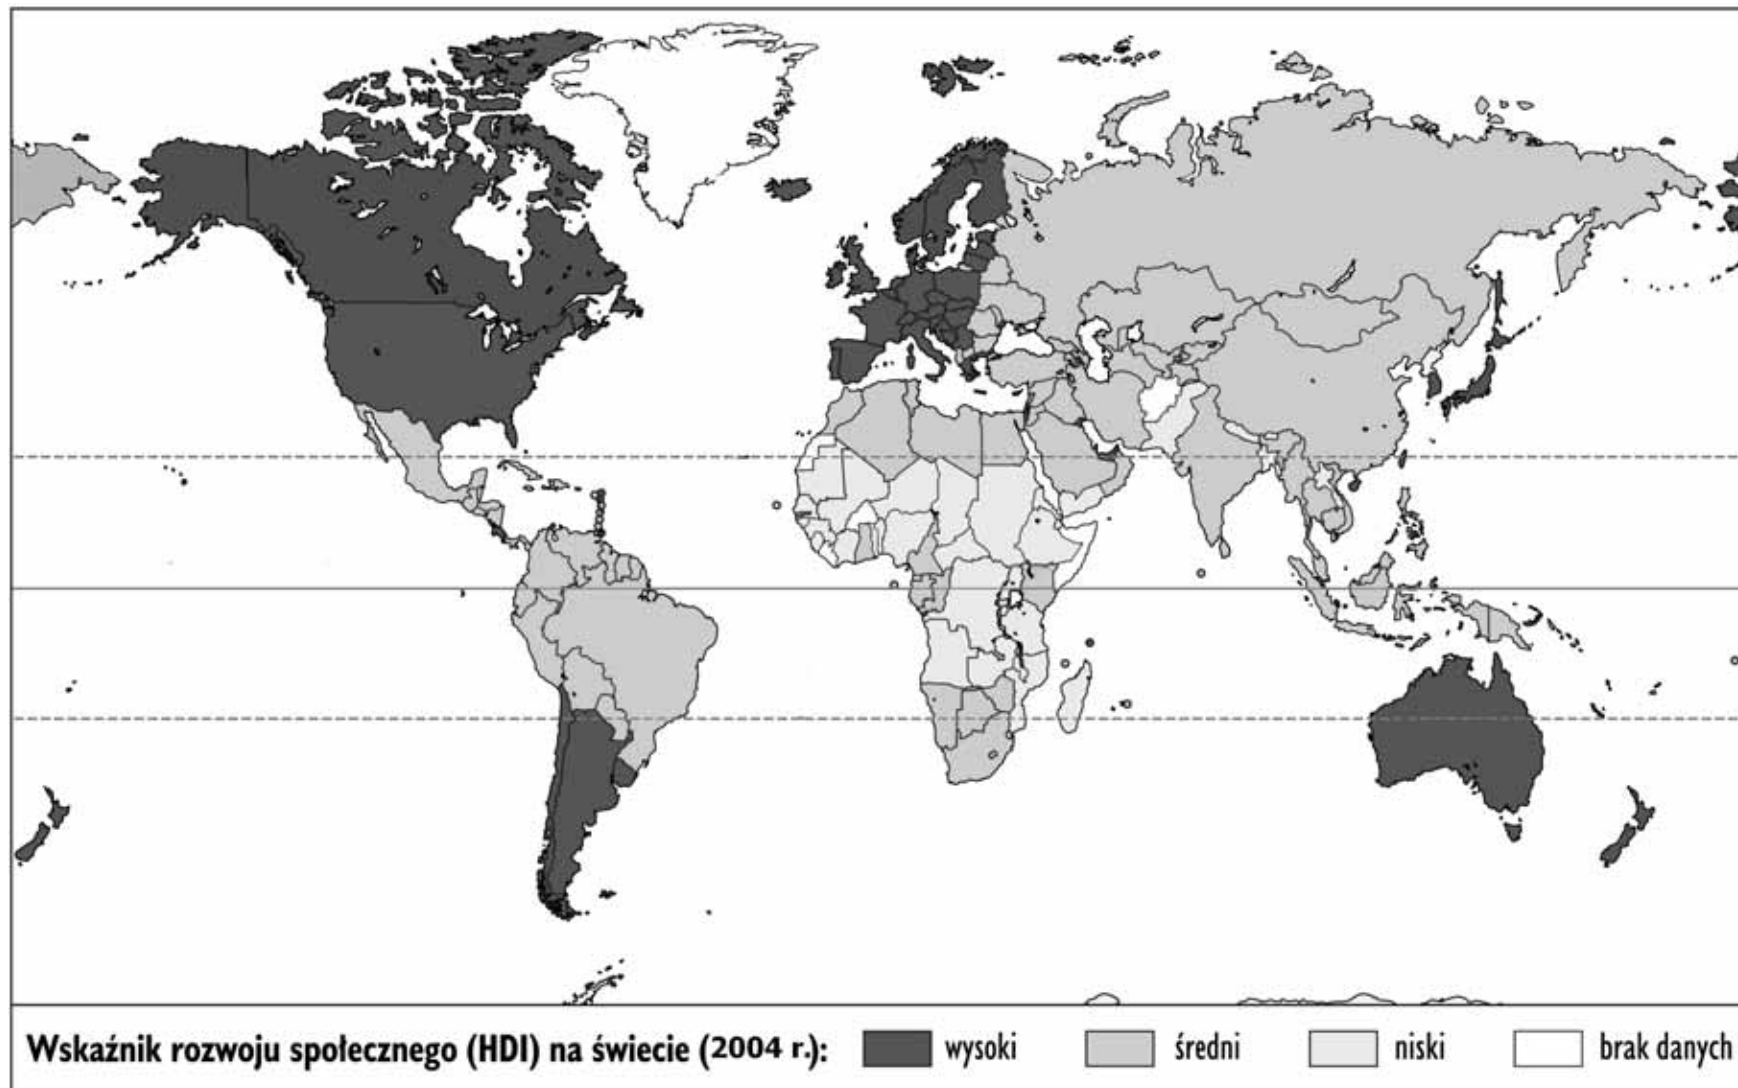 Wskaźnik rozwoju społecznego (HDI) na świecie (2004 r.): wysoki średni niski brak danych